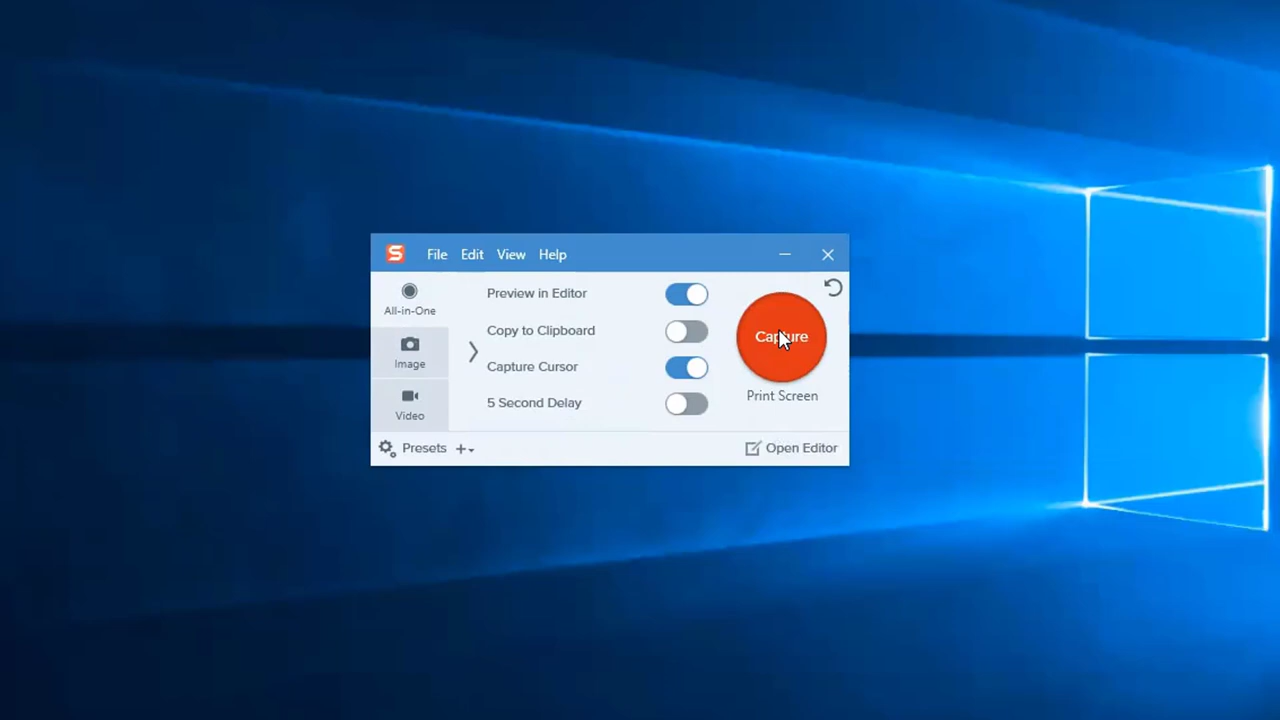 S File Edit View Help
All-in-One
Image
Video
Preview in Editor
Copy to Clipboard
Capture Cursor
5 Second Delay
Capture
Print Screen
Presets
Open Editor